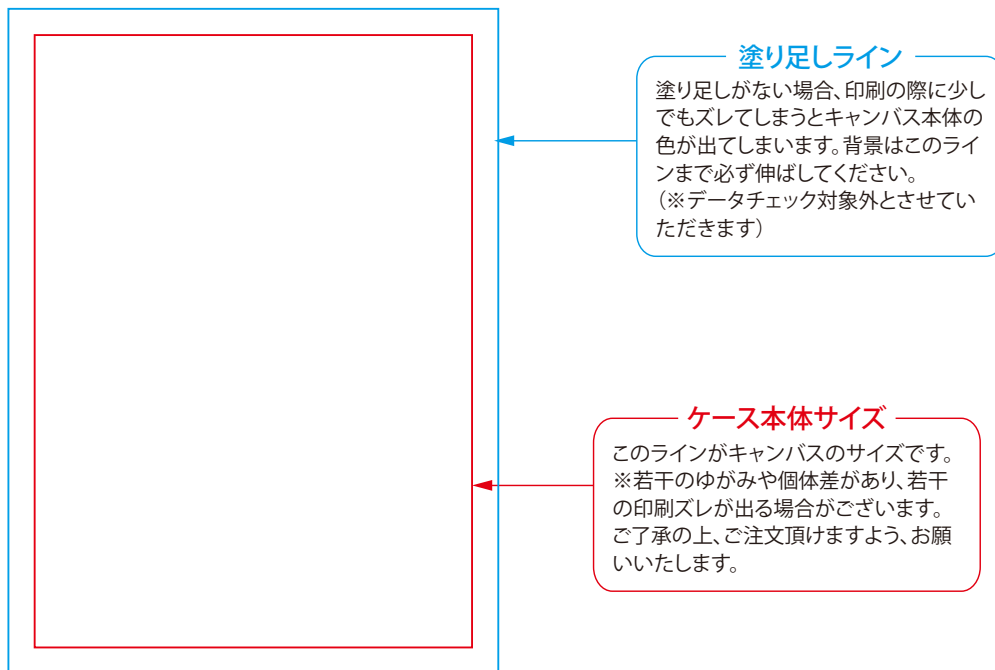 塗り足しライン
塗り足しがない場合、印刷の際に少し
でもズレてしまうとキャンバス本体の
色が出てしまいます。背景はこのライ
ンまで必ず伸ばしてください。
（※データチェック対象外とさせてい
ただきます）
ケース本体サイズ
このラインがキャンバスのサイズです。
※若干のゆがみや個体差があり、若干
の印刷ズレが出る場合がございます。
ご了承の上、ご注文頂けますよう、お願
いいたします。